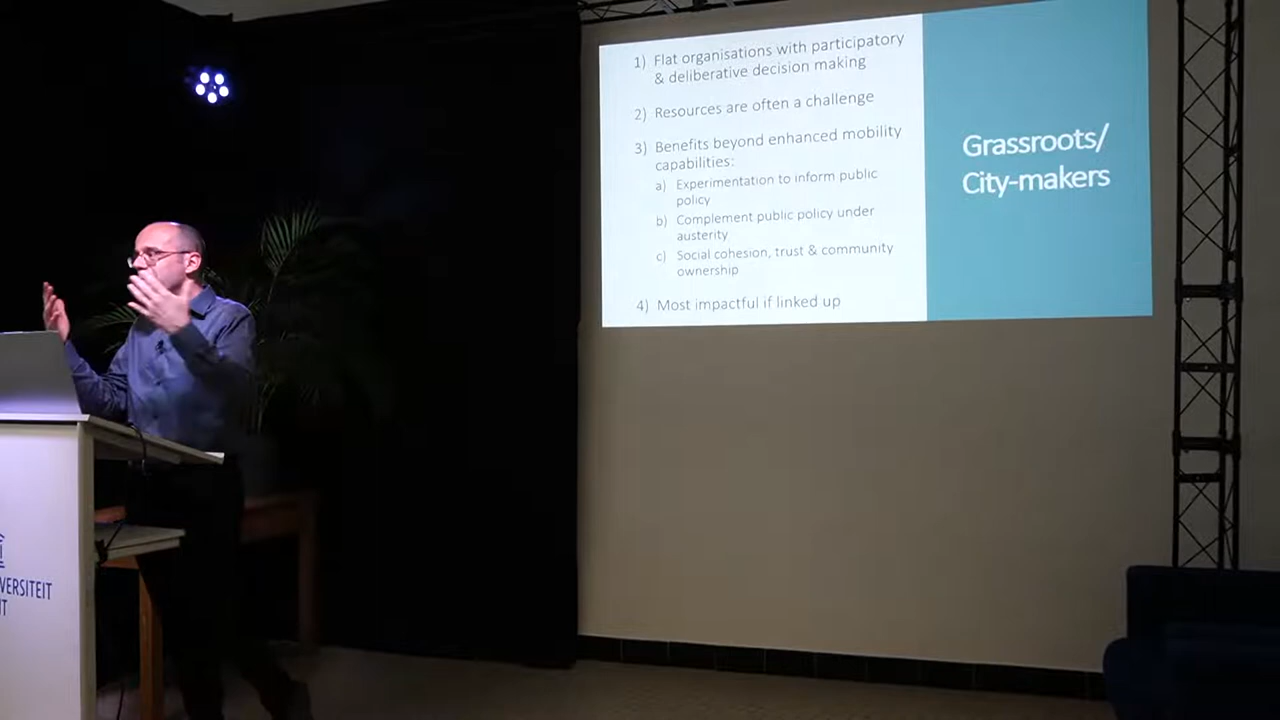 1) Flat organisations with participatory
& deliberative decision making
2) Resources are often a challenge
3) Benefits beyond enhanced mobility
capabilities:
a) Experimentation to inform public
policy
b) Complement public policy under
austerity
c) Social cohesion, trust & community
ownership
4) Most impactful if linked up
Grassroots/
City-makers
VERSITEIT